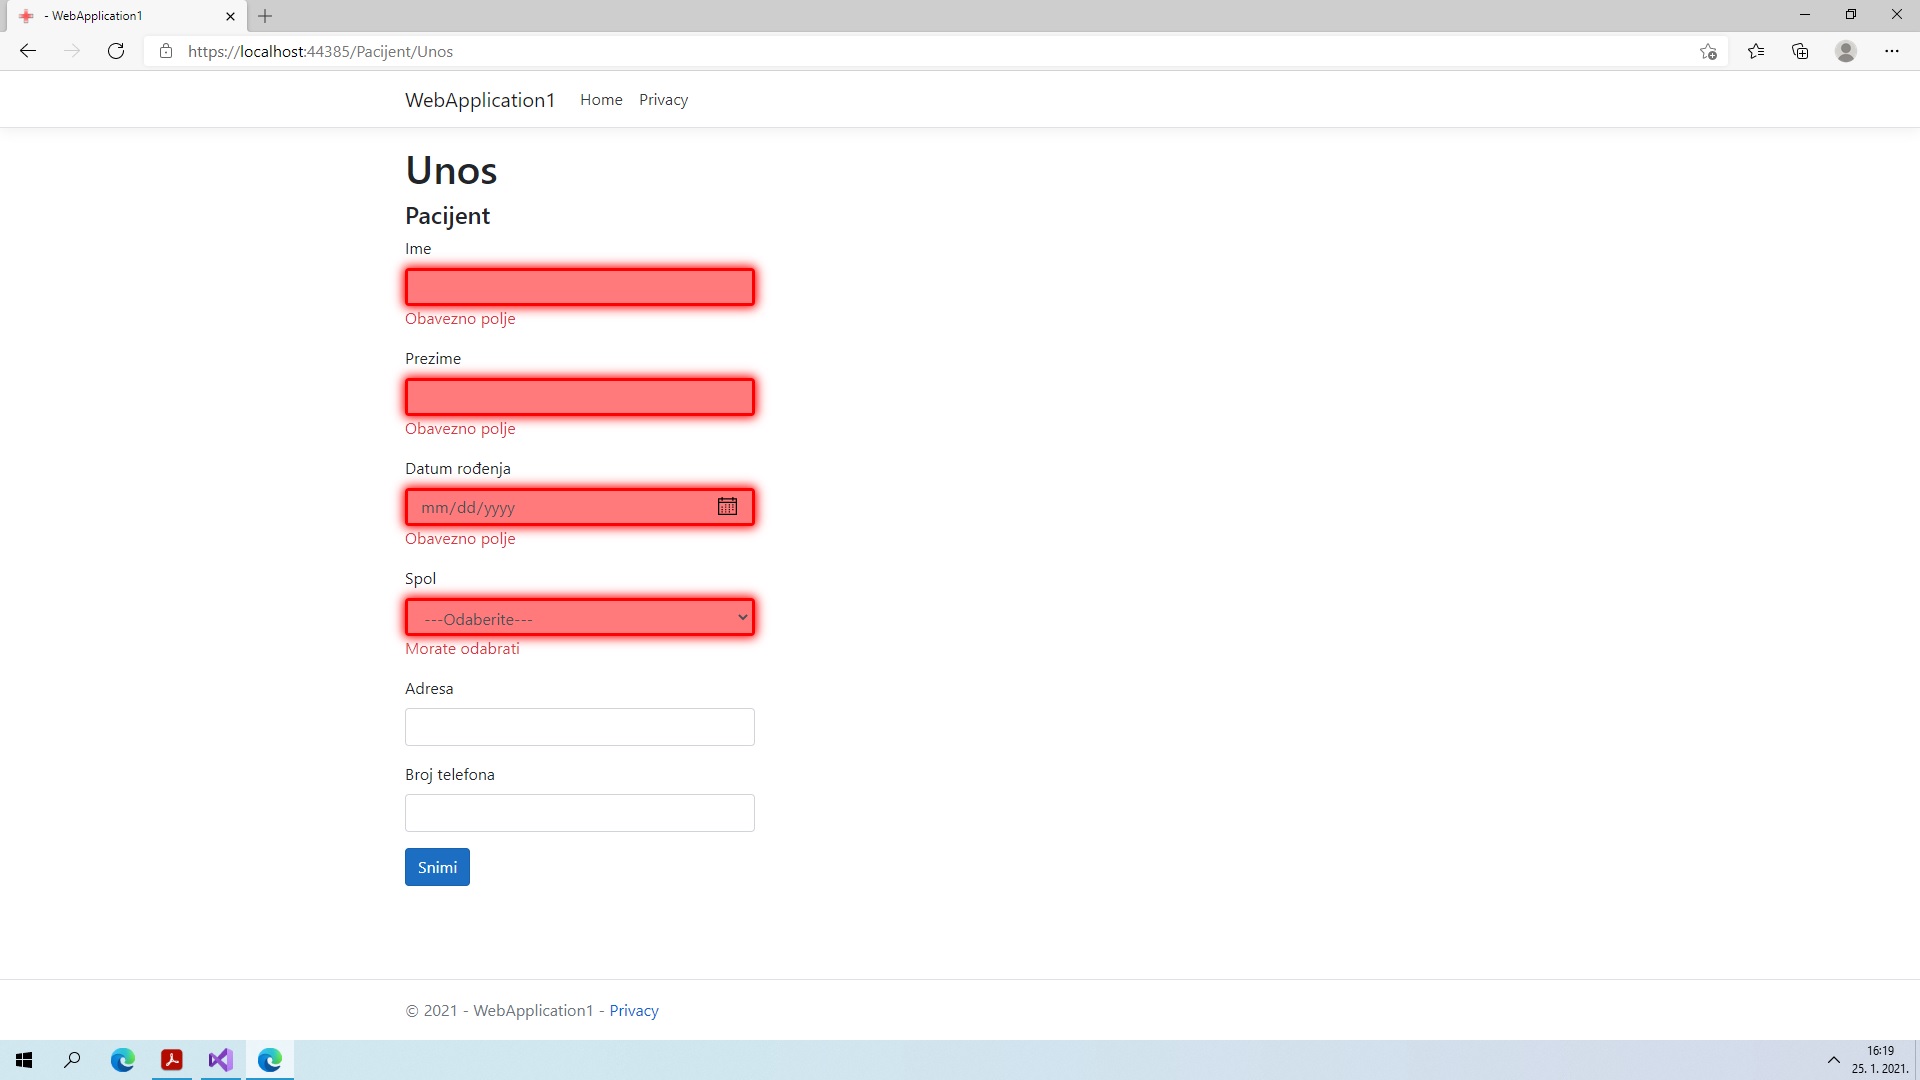 - WebApplication1
https://localhost:44385/Pacijent/Unos
WebApplication1 Home Privacy
Unos
Pacijent
Ime
Obavezno polje
Prezime
Obavezno polje
Datum rođenja
mm/dd/yyyy
Obavezno polje
Spol
---Odaberite---
Morate odabrati
Adresa
Broj telefona
Snimi
© 2021 - WebApplication1 - Privacy
16:19
25. 1. 2021.